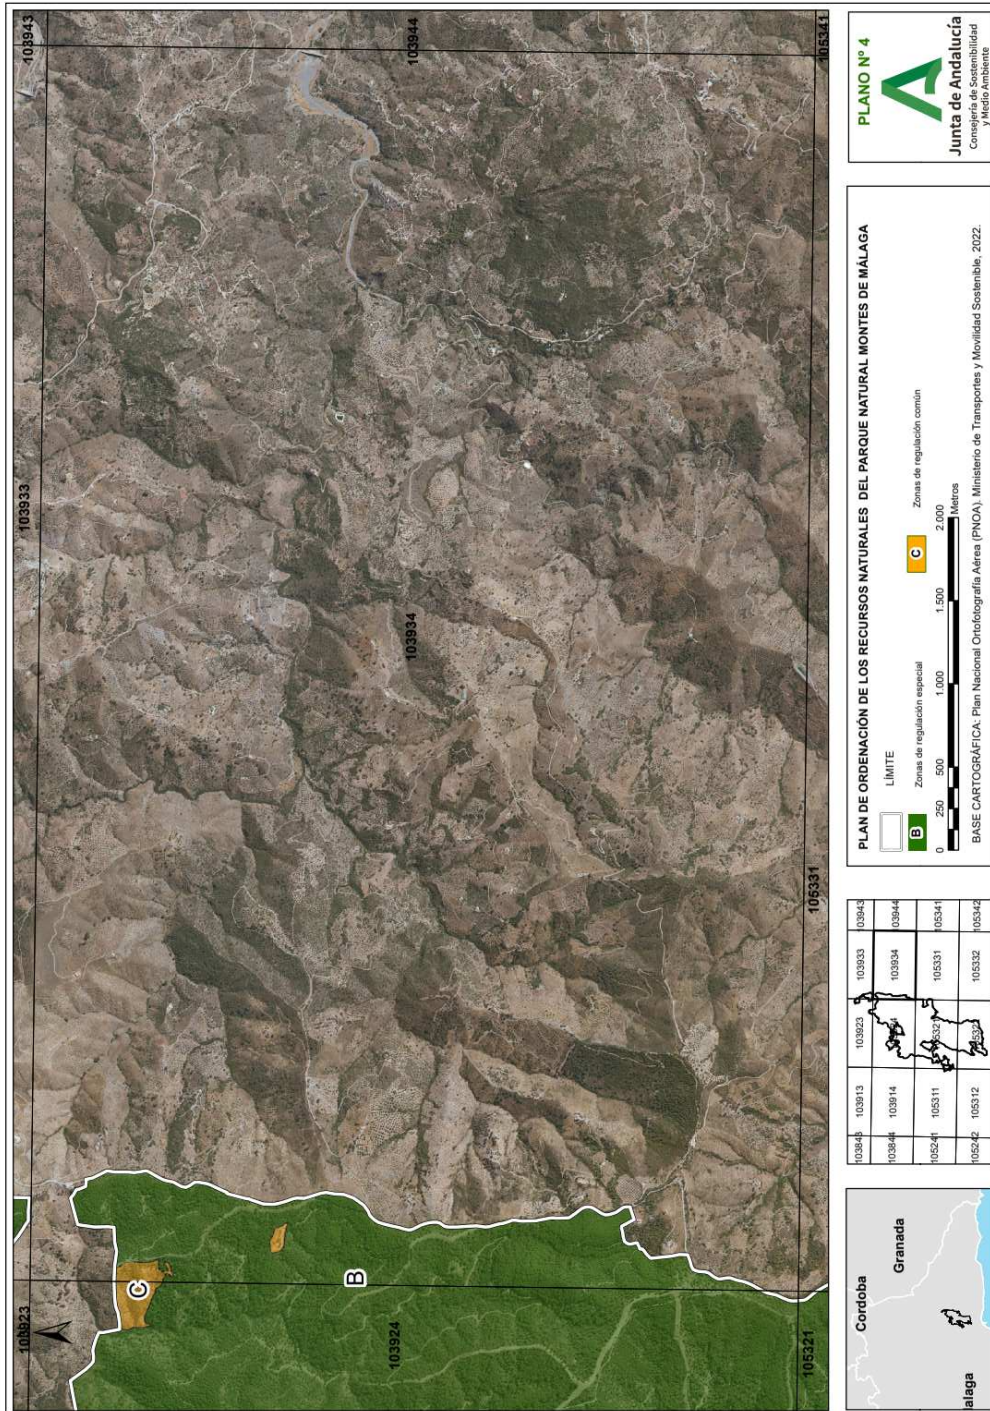 103923
103933
103943
103944
103934
103924
105321
105331
105341
C
B
Cordoba
Granada
alaga
103843
103913
103923
103933
103943
103844
103914
103934
103944
105241
105311
105331
105341
105242
105312
105332
105342
PLAN DE ORDENACIÓN DE LOS RECURSOS NATURALES DEL PARQUE NATURAL MONTES DE MÁLAGA
LÍMITE
B
Zonas de regulación especial
C
Zonas de regulación común
0 250 500 1.000 1.500 2.000
Metros
BASE CARTOGRÁFICA: Plan Nacional Ortofotografía Aérea (PNOA). Ministerio de Transportes y Movilidad Sostenible, 2022.
PLANO Nº 4
Junta de Andalucía
Consejería de Sostenibilidad
y Medio Ambiente